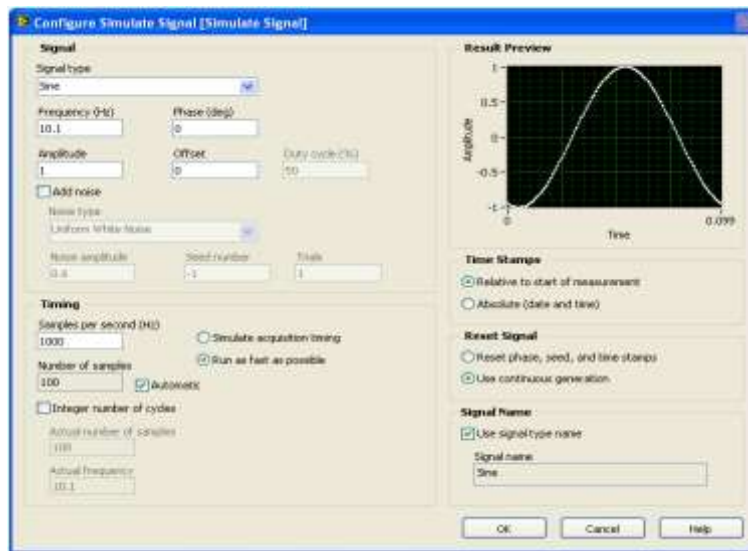 Configure Simulate Signal [Simulate Signal]
Signal
Signal type
Sine
Frequency (Hz)
Phase (deg)
10.1
0
Amplitude
Offset
Duty cycle (%)
1
0
50
Add noise
Noise type
Uniform White Noise
Noise amplitude
Seed number
Trials
0.6
-1
1
Timing
Samples per second (Hz)
1000
Simulate acquisition timing
Run as fast as possible
Number of samples
100
Automatic
Integer number of cycles
Actual number of samples
100
Actual frequency
10.1
Result Preview
Amplitude
1
0.5
0
-0.5
-1
0
0.099
Time
Time Stamps
Relative to start of measurement
Absolute (date and time)
Reset Signal
Reset phase, seed, and time stamps
Use continuous generation
Signal Name
Use signal type name
Signal name
Sine
OK
Cancel
Help